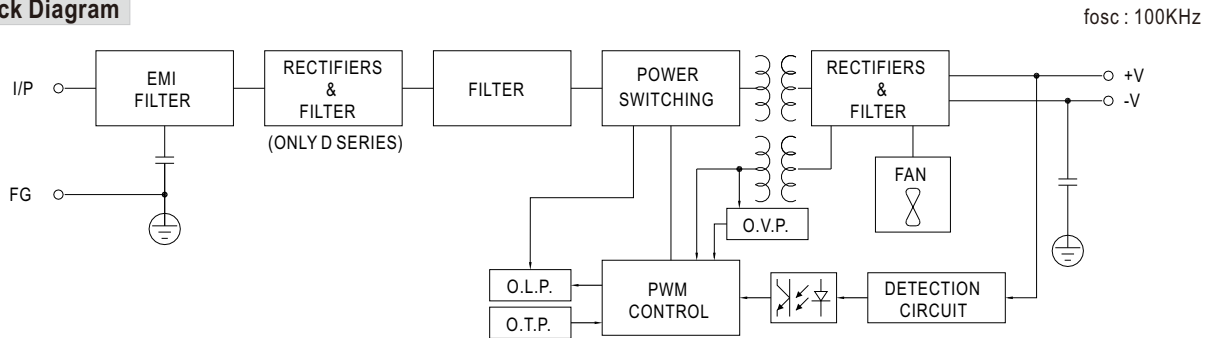 ck Diagram
fosc : 100KHz
I/P
EMI
FILTER
RECTIFIERS
&
FILTER
(ONLY D SERIES)
FILTER
POWER
SWITCHING
RECTIFIERS
&
FILTER
+V
-V
FG
FAN
O.V.P.
O.L.P.
O.T.P.
PWM
CONTROL
DETECTION
CIRCUIT